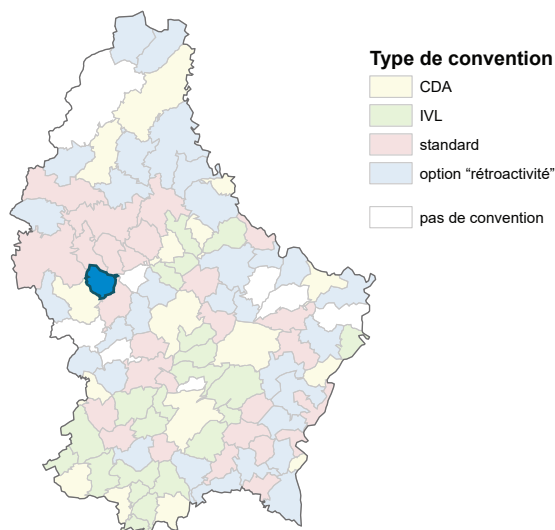 Type de convention
CDA
IVL
standard
option “rétroactivité”
pas de convention